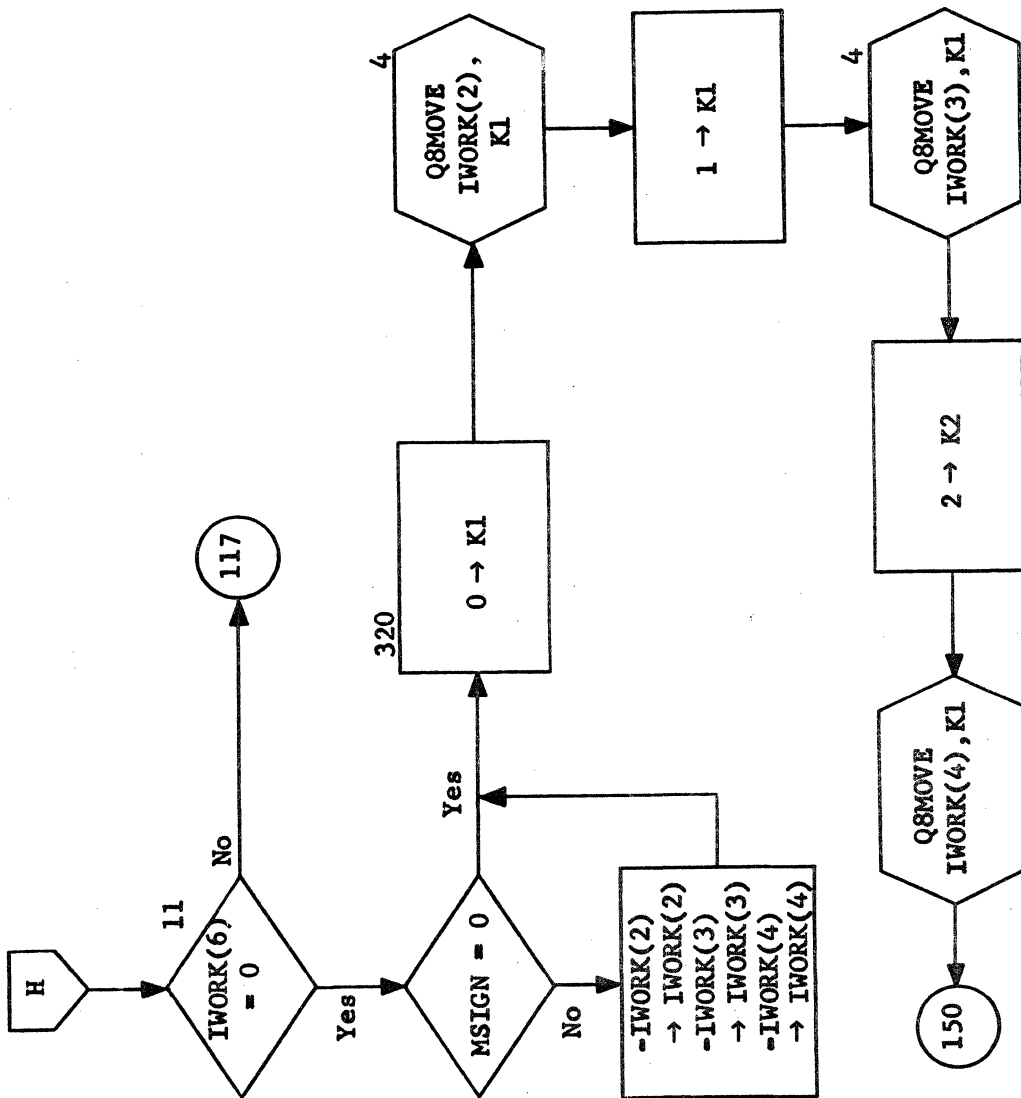 H
11
IWORK(6)
= 0
No
117
Yes
MSIGN = 0
Yes
No
-IWORK(2)
→ IWORK(2)
-IWORK(3)
→ IWORK(3)
-IWORK(4)
→ IWORK(4)
320
0 → K1
4
Q8MOVE
IWORK(2),
K1
1 → K1
4
Q8MOVE
IWORK(3),K1
2 → K2
Q8MOVE
IWORK(4),K1
150